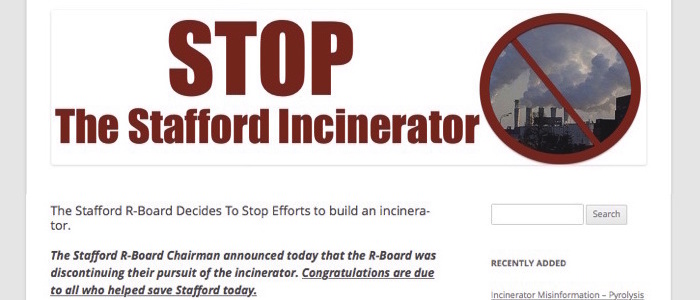 STOP
The Stafford Incinerator
The Stafford R-Board Decides To Stop Efforts to build an incinera-
tor.
The Stafford R-Board Chairman announced today that the R-Board was
discontinuing their pursuit of the incinerator. Congratulations are due
to all who helped save Stafford today.
Search
RECENTLY ADDED
Incinerator Misinformation – Pyrolysis